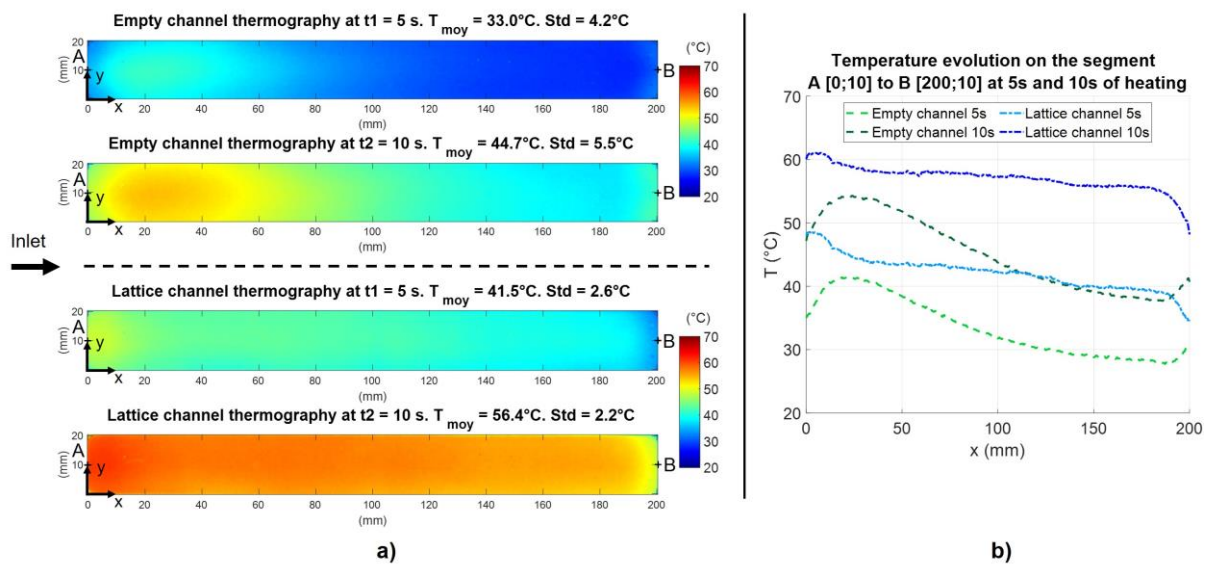 Empty channel thermography at t1 = 5 s. T moy = 33.0°C. Std = 4.2°C
20
10
0
(mm)
A
y
x
B
0 20 40 60 80 100 120 140 160 180 200
(mm)
(°C)
70
60
50
40
30
20
Empty channel thermography at t2 = 10 s. T moy = 44.7°C. Std = 5.5°C
20
10
0
(mm)
A
y
x
B
0 20 40 60 80 100 120 140 160 180 200
(mm)
Inlet
Lattice channel thermography at t1 = 5 s. T moy = 41.5°C. Std = 2.6°C
20
10
0
(mm)
A
y
x
B
0 20 40 60 80 100 120 140 160 180 200
(mm)
(°C)
70
60
50
40
30
20
Lattice channel thermography at t2 = 10 s. T moy = 56.4°C. Std = 2.2°C
20
10
0
(mm)
A
y
x
B
0 20 40 60 80 100 120 140 160 180 200
(mm)
a)
Temperature evolution on the segment
A [0;10] to B [200;10] at 5s and 10s of heating
Empty channel 5s
Empty channel 10s
Lattice channel 5s
Lattice channel 10s
70
60
50
40
30
20
T (°C)
0 50 100 150 200
x (mm)
b)